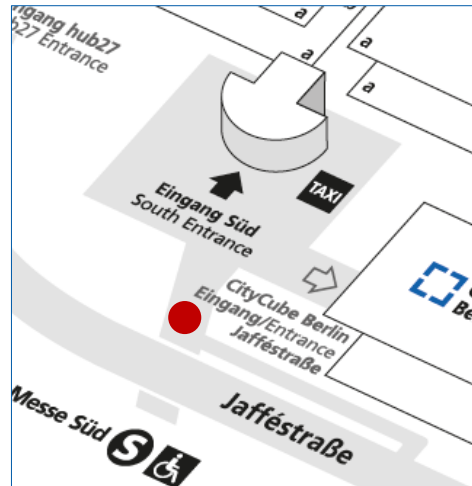 Eingang hub27
hub27 Entrance
a
a
a
a
TAXI
Eingang Süd
South Entrance
CityCube Berlin
Eingang/Entrance
Jafféstraße
Jafféstraße
Messe Süd S